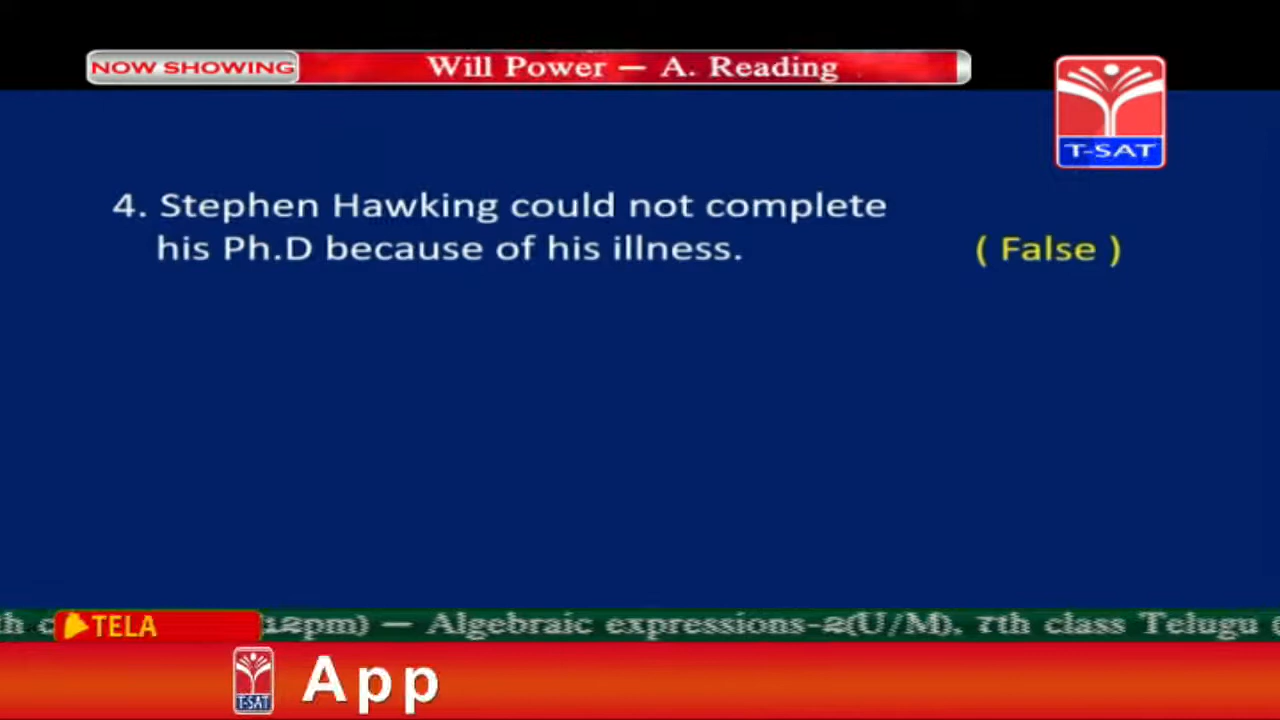 NOW SHOWING
Will Power — A. Reading
T-SAT
4. Stephen Hawking could not complete
his Ph.D because of his illness. ( False )
TELA
12pm) — Algebraic expressions-2(U/M), 7th class Telugu
T-SAT
App